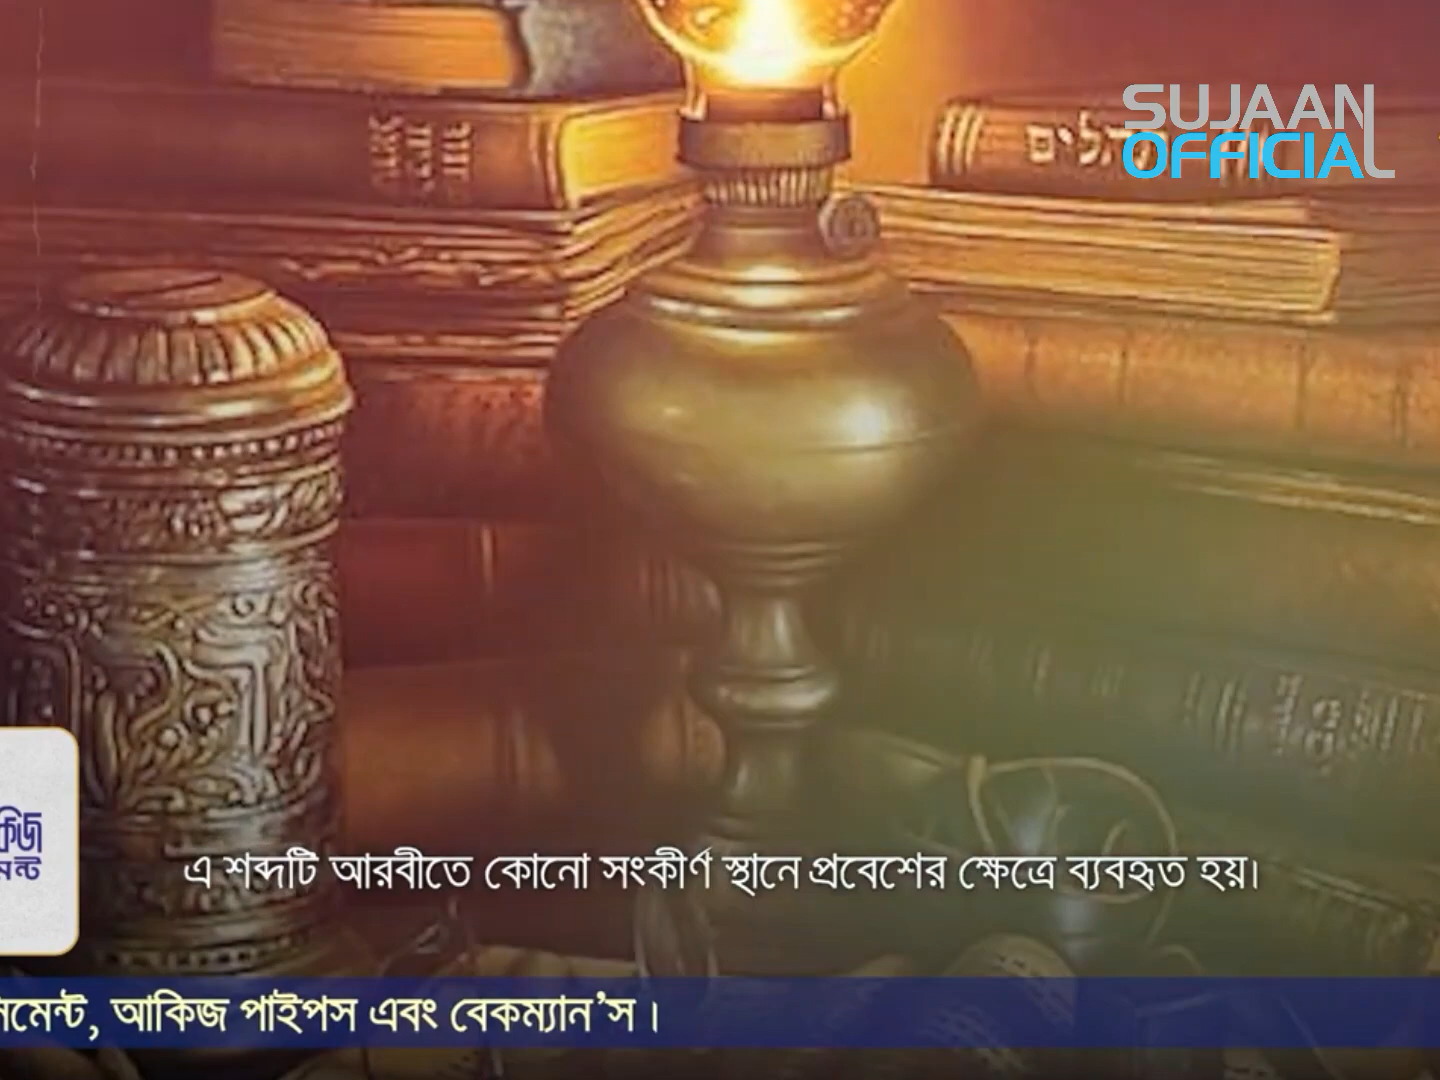 SUJAAN
OFFICIAL
এ শব্দটি আরবীতে কোনো সংকীর্ণ স্থানে প্রবেশের ক্ষেত্রে ব্যবহৃত হয়।
আকিজ পাইপস এবং বেকম্যান’স।